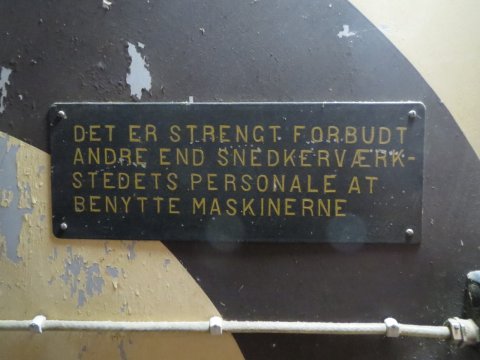 DET ER STRENGT FORBUDT
ANDRE END SNEDKERVÆRK-
STEDETS PERSONALE AT
BENYTTE MASKINERNE